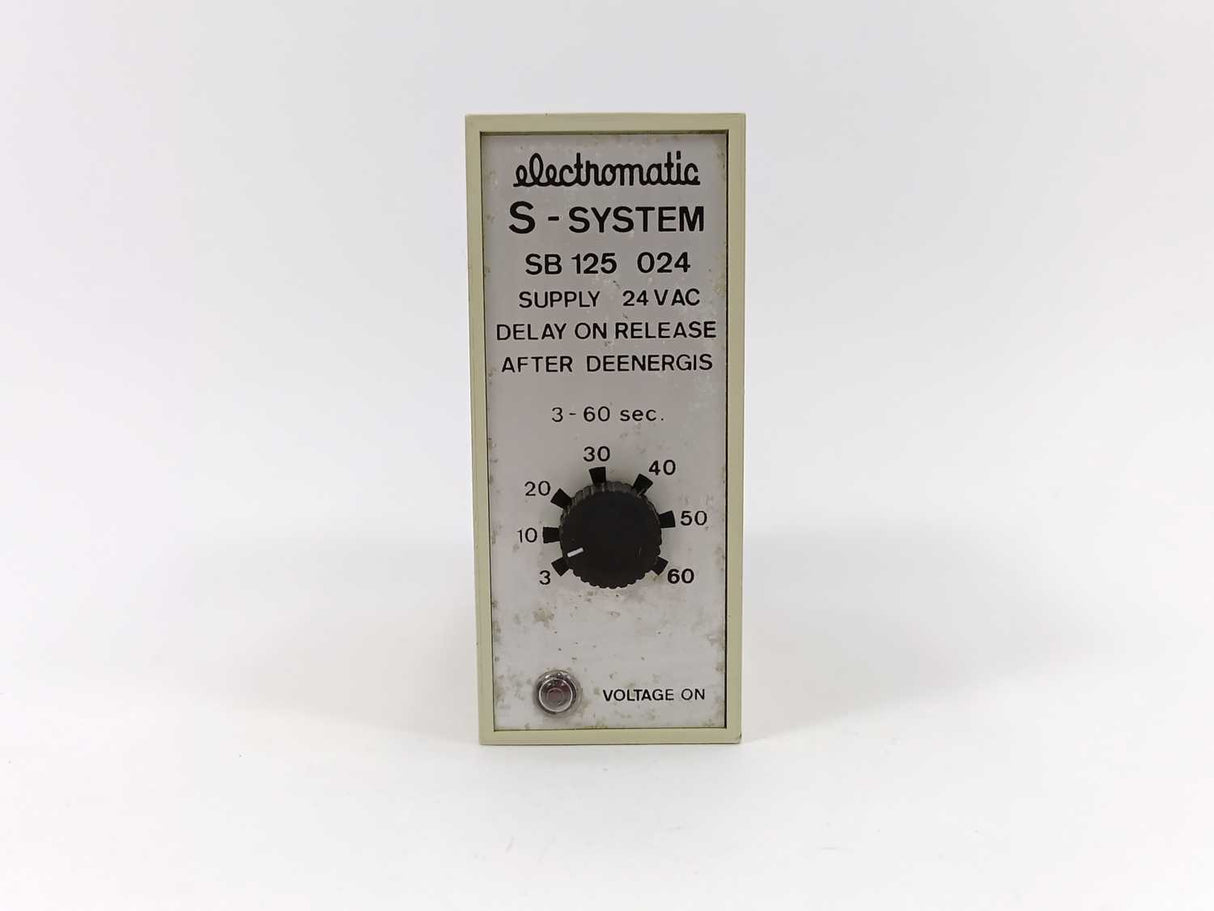 electromatic
S - SYSTEM
SB 125 024
SUPPLY 24 VAC
DELAY ON RELEASE
AFTER DEENERGIS
3 - 60 sec.
30
20 40
10 50
3 60
VOLTAGE ON